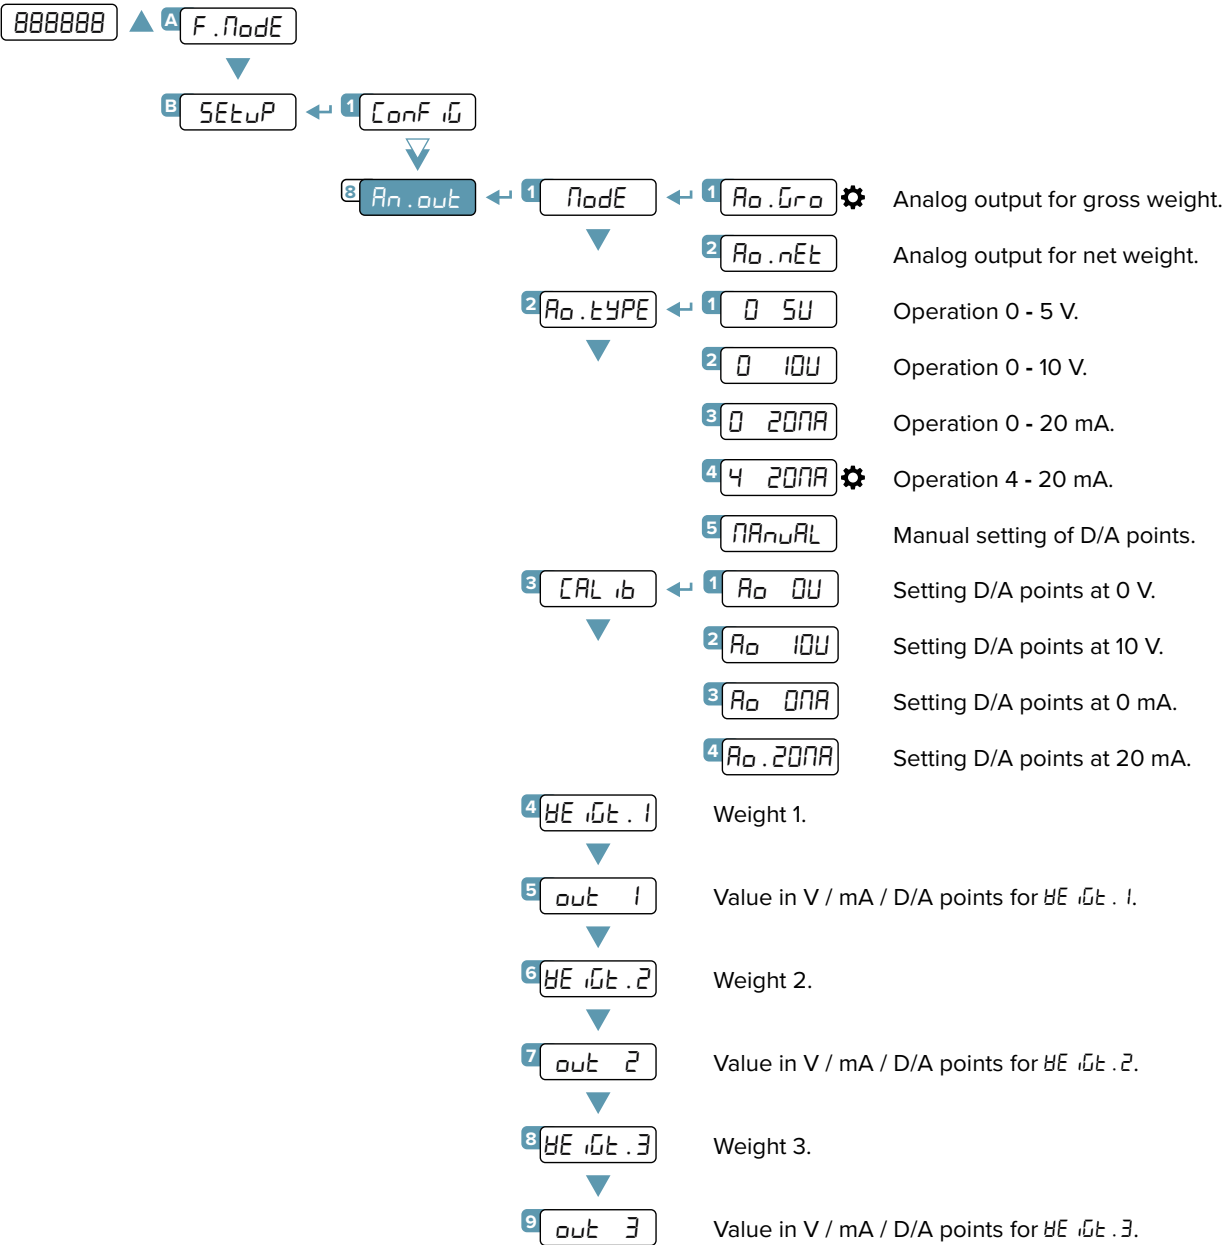 888888 A F.ModE
B SEtuP 1 ConFiG
8 An.out 1 ModE 1 Ao.Gro Analog output for gross weight.
2 Ao.nEt Analog output for net weight.
2 Ao.tYPE 1 0 5V Operation 0 - 5 V.
2 0 10V Operation 0 - 10 V.
3 0 20MA Operation 0 - 20 mA.
4 4 20MA Operation 4 - 20 mA.
5 MAnuAL Manual setting of D/A points.
3 CALib 1 Ao 0V Setting D/A points at 0 V.
2 Ao 10V Setting D/A points at 10 V.
3 Ao 0MA Setting D/A points at 0 mA.
4 Ao.20MA Setting D/A points at 20 mA.
4 WEiGt.1 Weight 1.
5 out 1 Value in V / mA / D/A points for WEiGt.1.
6 WEiGt.2 Weight 2.
7 out 2 Value in V / mA / D/A points for WEiGt.2.
8 WEiGt.3 Weight 3.
9 out 3 Value in V / mA / D/A points for WEiGt.3.